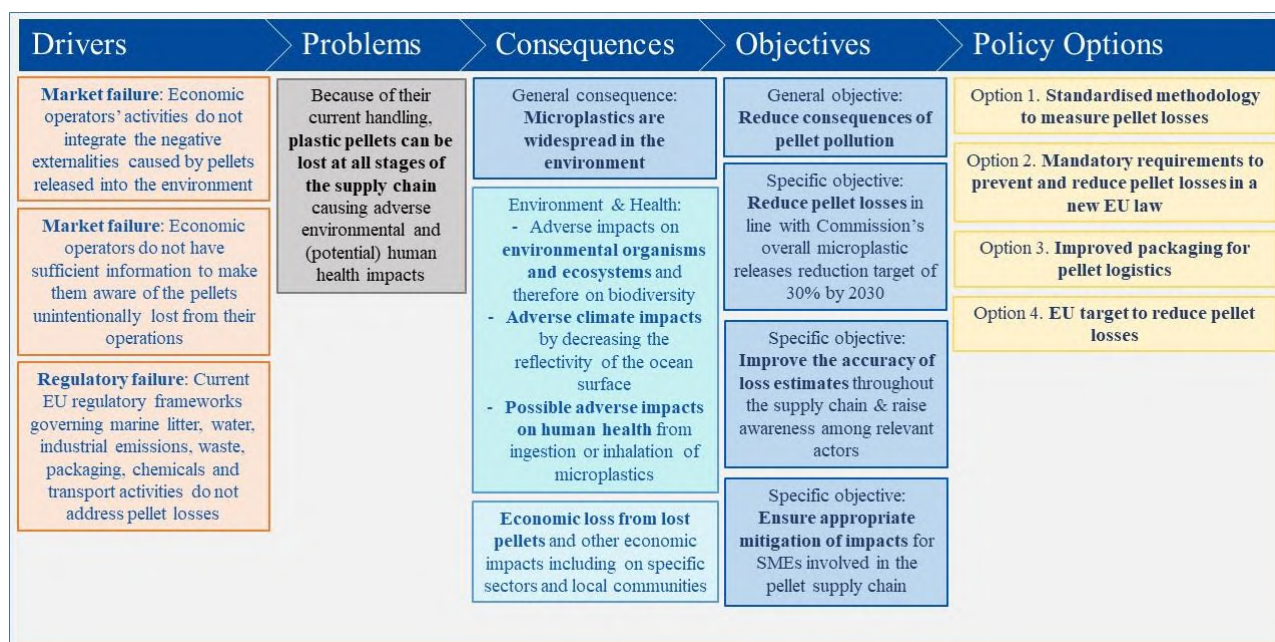 Drivers
Problems
Consequences
Objectives
Policy Options
Market failure: Economic
operators' activities do not
integrate the negative
externalities caused by pellets
released into the environment
Market failure: Economic
operators do not have
sufficient information to make
them aware of the pellets
unintentionally lost from their
operations
Regulatory failure: Current
EU regulatory frameworks
governing marine litter, water,
industrial emissions, waste,
packaging, chemicals and
transport activities do not
address pellet losses
Because of their
current handling,
plastic pellets can be
lost at all stages of
the supply chain
causing adverse
environmental and
(potential) human
health impacts
General consequence:
Microplastics are
widespread in the
environment
Environment & Health:
- Adverse impacts on
environmental organisms
and ecosystems and
therefore on biodiversity
- Adverse climate impacts
by decreasing the
reflectivity of the ocean
surface
- Possible adverse impacts
on human health from
ingestion or inhalation of
microplastics
Economic loss from lost
pellets and other economic
impacts including on specific
sectors and local communities
General objective:
Reduce consequences of
pellet pollution
Specific objective:
Reduce pellet losses in
line with Commission's
overall microplastic
releases reduction target of
30% by 2030
Specific objective:
Improve the accuracy of
loss estimates throughout
the supply chain & raise
awareness among relevant
actors
Specific objective:
Ensure appropriate
mitigation of impacts for
SMEs involved in the
pellet supply chain
Option 1. Standardised methodology
to measure pellet losses
Option 2. Mandatory requirements to
prevent and reduce pellet losses in a
new EU law
Option 3. Improved packaging for
pellet logistics
Option 4. EU target to reduce pellet
losses